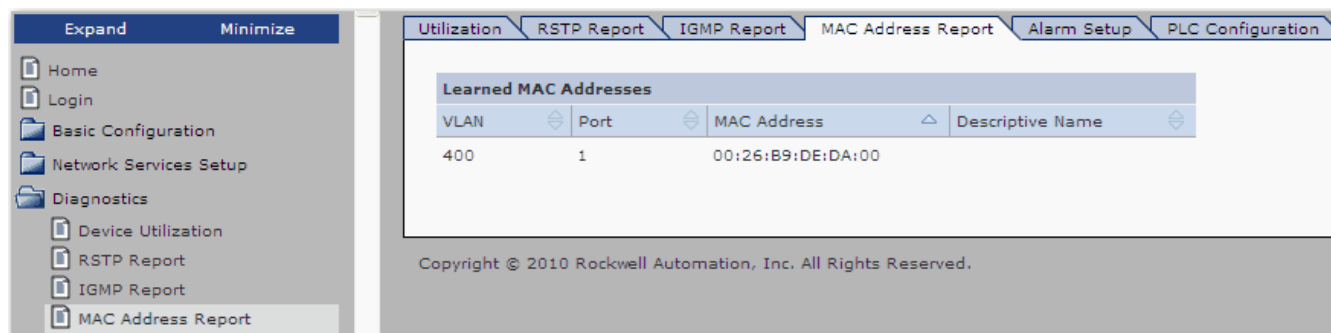 Expand Minimize
Home
Login
Basic Configuration
Network Services Setup
Diagnostics
Device Utilization
RSTP Report
IGMP Report
MAC Address Report
Utilization RSTP Report IGMP Report MAC Address Report Alarm Setup PLC Configuration
Learned MAC Addresses
VLAN Port MAC Address Descriptive Name
400 1 00:26:B9:DE:DA:00
Copyright © 2010 Rockwell Automation, Inc. All Rights Reserved.